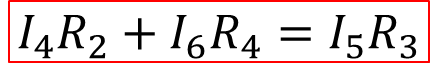 I₄R₂ + I₆R₄ = I₅R₃